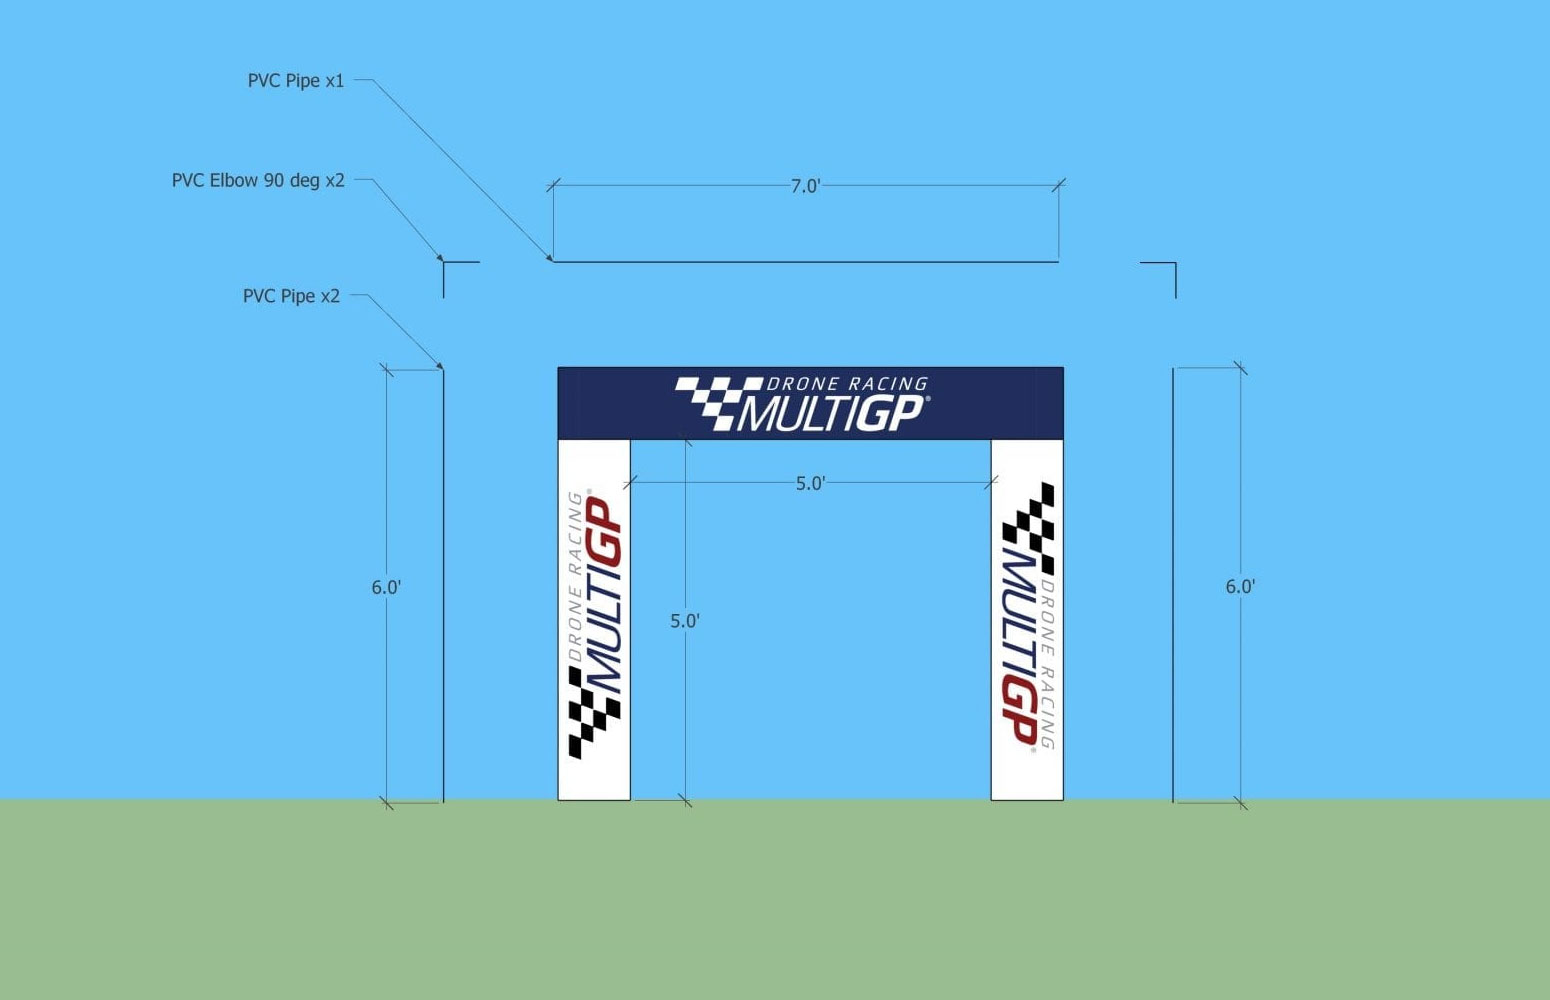 PVC Pipe x1
PVC Elbow 90 deg x2
7.0'
PVC Pipe x2
DRONE RACING
MULTIGP®
5.0'
DRONE RACING
MULTIGP®
MULTIGP®
DRONE RACING
6.0'
5.0'
6.0'